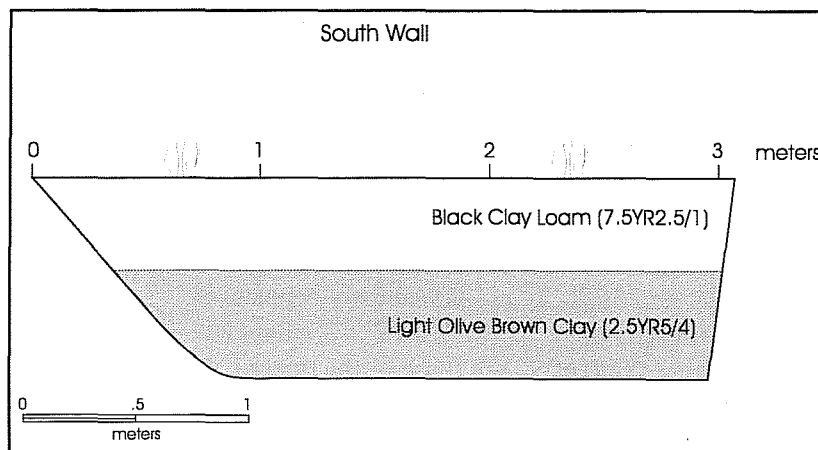 South Wall
0 1 2 3 meters
Black Clay Loam (7.5YR2.5/1)
Light Olive Brown Clay (2.5YR5/4)
0 .5 1
meters